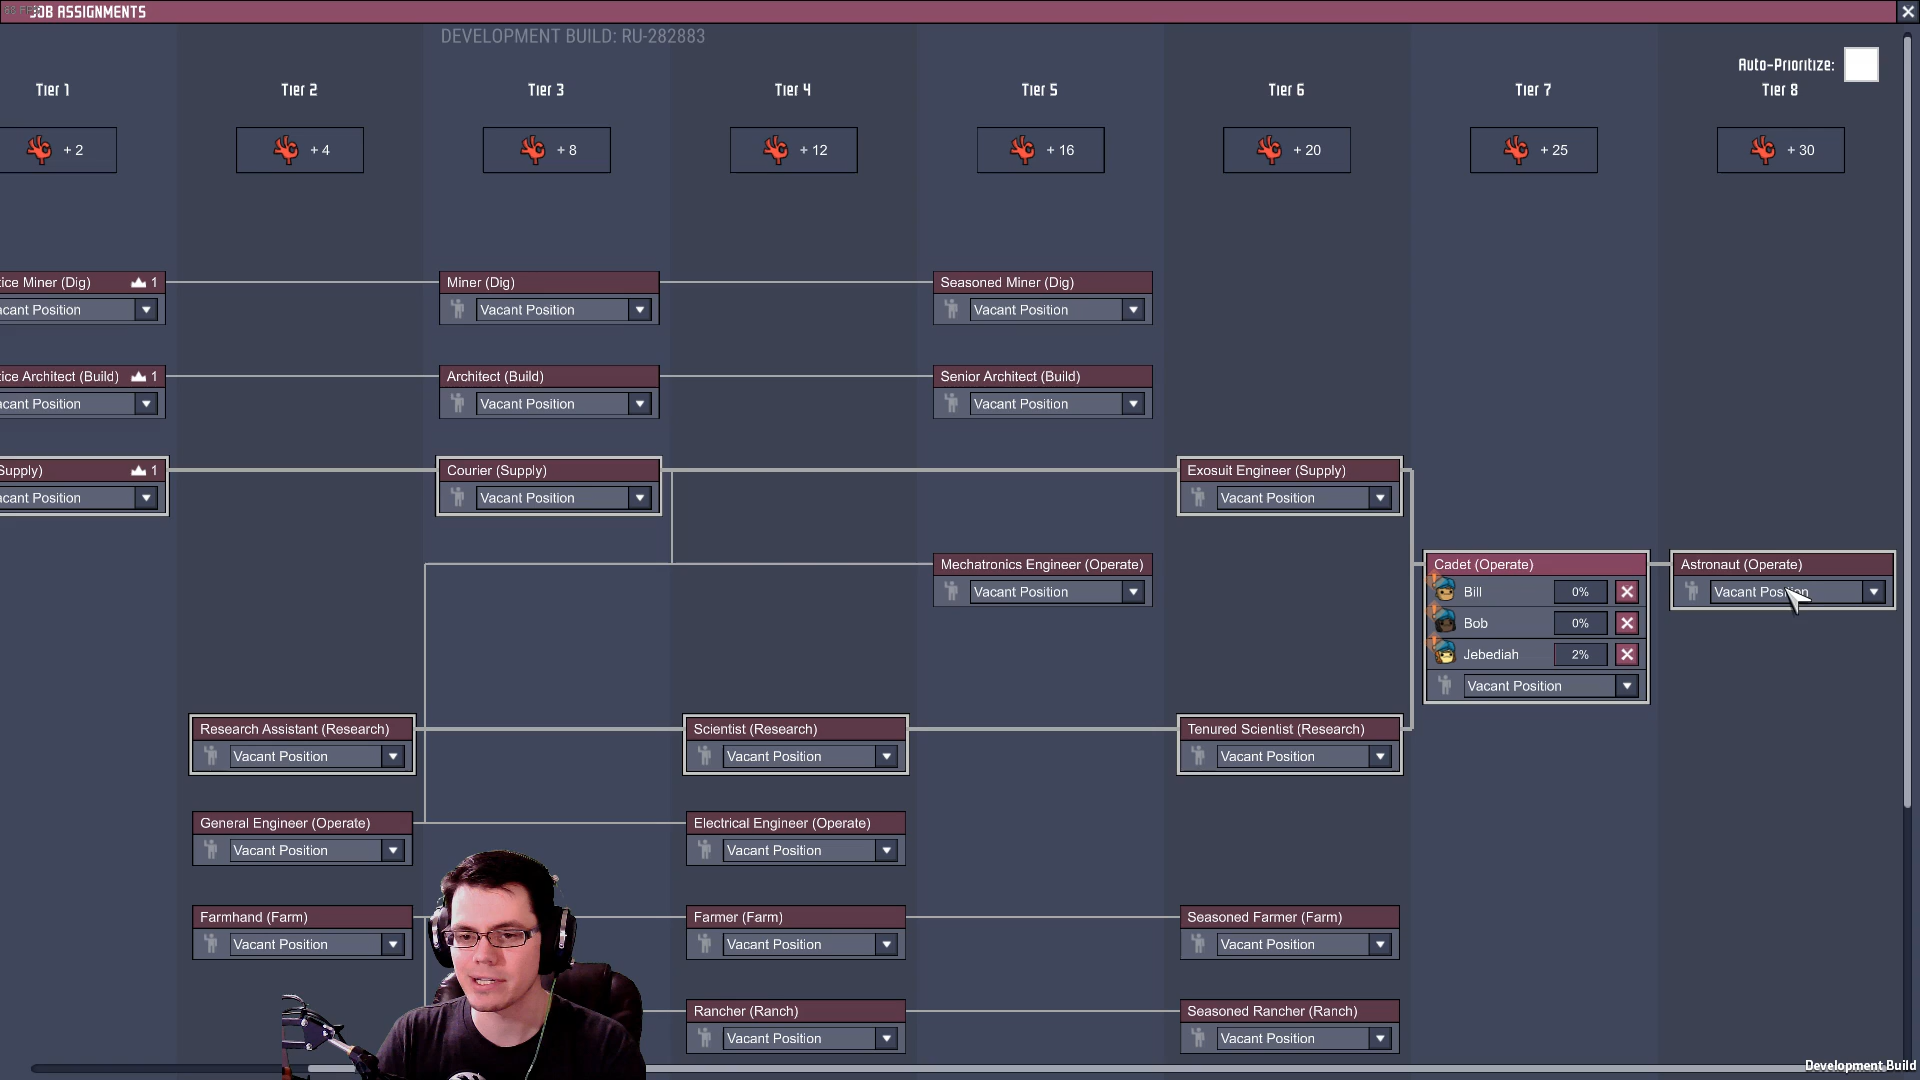 JOB ASSIGNMENTS
DEVELOPMENT BUILD: RU-282883
Auto-Prioritize:
Tier 1
Tier 2
Tier 3
Tier 4
Tier 5
Tier 6
Tier 7
Tier 8
+ 2
+ 4
+ 8
+ 12
+ 16
+ 20
+ 25
+ 30
tice Miner (Dig) 1
acant Position
Miner (Dig)
Vacant Position
Seasoned Miner (Dig)
Vacant Position
tice Architect (Build) 1
acant Position
Architect (Build)
Vacant Position
Senior Architect (Build)
Vacant Position
Supply) 1
acant Position
Courier (Supply)
Vacant Position
Exosuit Engineer (Supply)
Vacant Position
Mechatronics Engineer (Operate)
Vacant Position
Cadet (Operate)
Bill 0%
Bob 0%
Jebediah 2%
Vacant Position
Astronaut (Operate)
Vacant Position
Research Assistant (Research)
Vacant Position
Scientist (Research)
Vacant Position
Tenured Scientist (Research)
Vacant Position
General Engineer (Operate)
Vacant Position
Electrical Engineer (Operate)
Vacant Position
Farmhand (Farm)
Vacant Position
Farmer (Farm)
Vacant Position
Seasoned Farmer (Farm)
Vacant Position
Rancher (Ranch)
Vacant Position
Seasoned Rancher (Ranch)
Vacant Position
Development Build